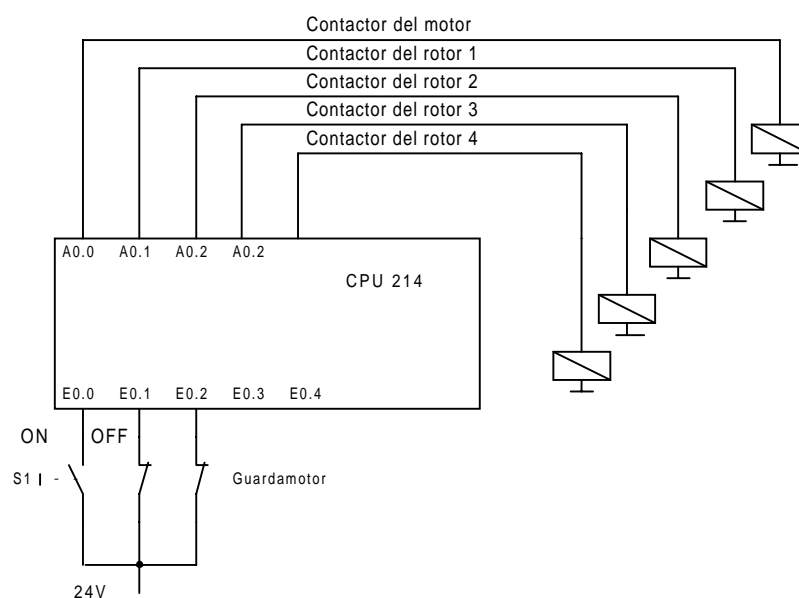 Contactor del motor
Contactor del rotor 1
Contactor del rotor 2
Contactor del rotor 3
Contactor del rotor 4
A0.0 A0.1 A0.2 A0.2
CPU 214
E0.0 E0.1 E0.2 E0.3 E0.4
ON OFF
S1 Guardamotor
24V